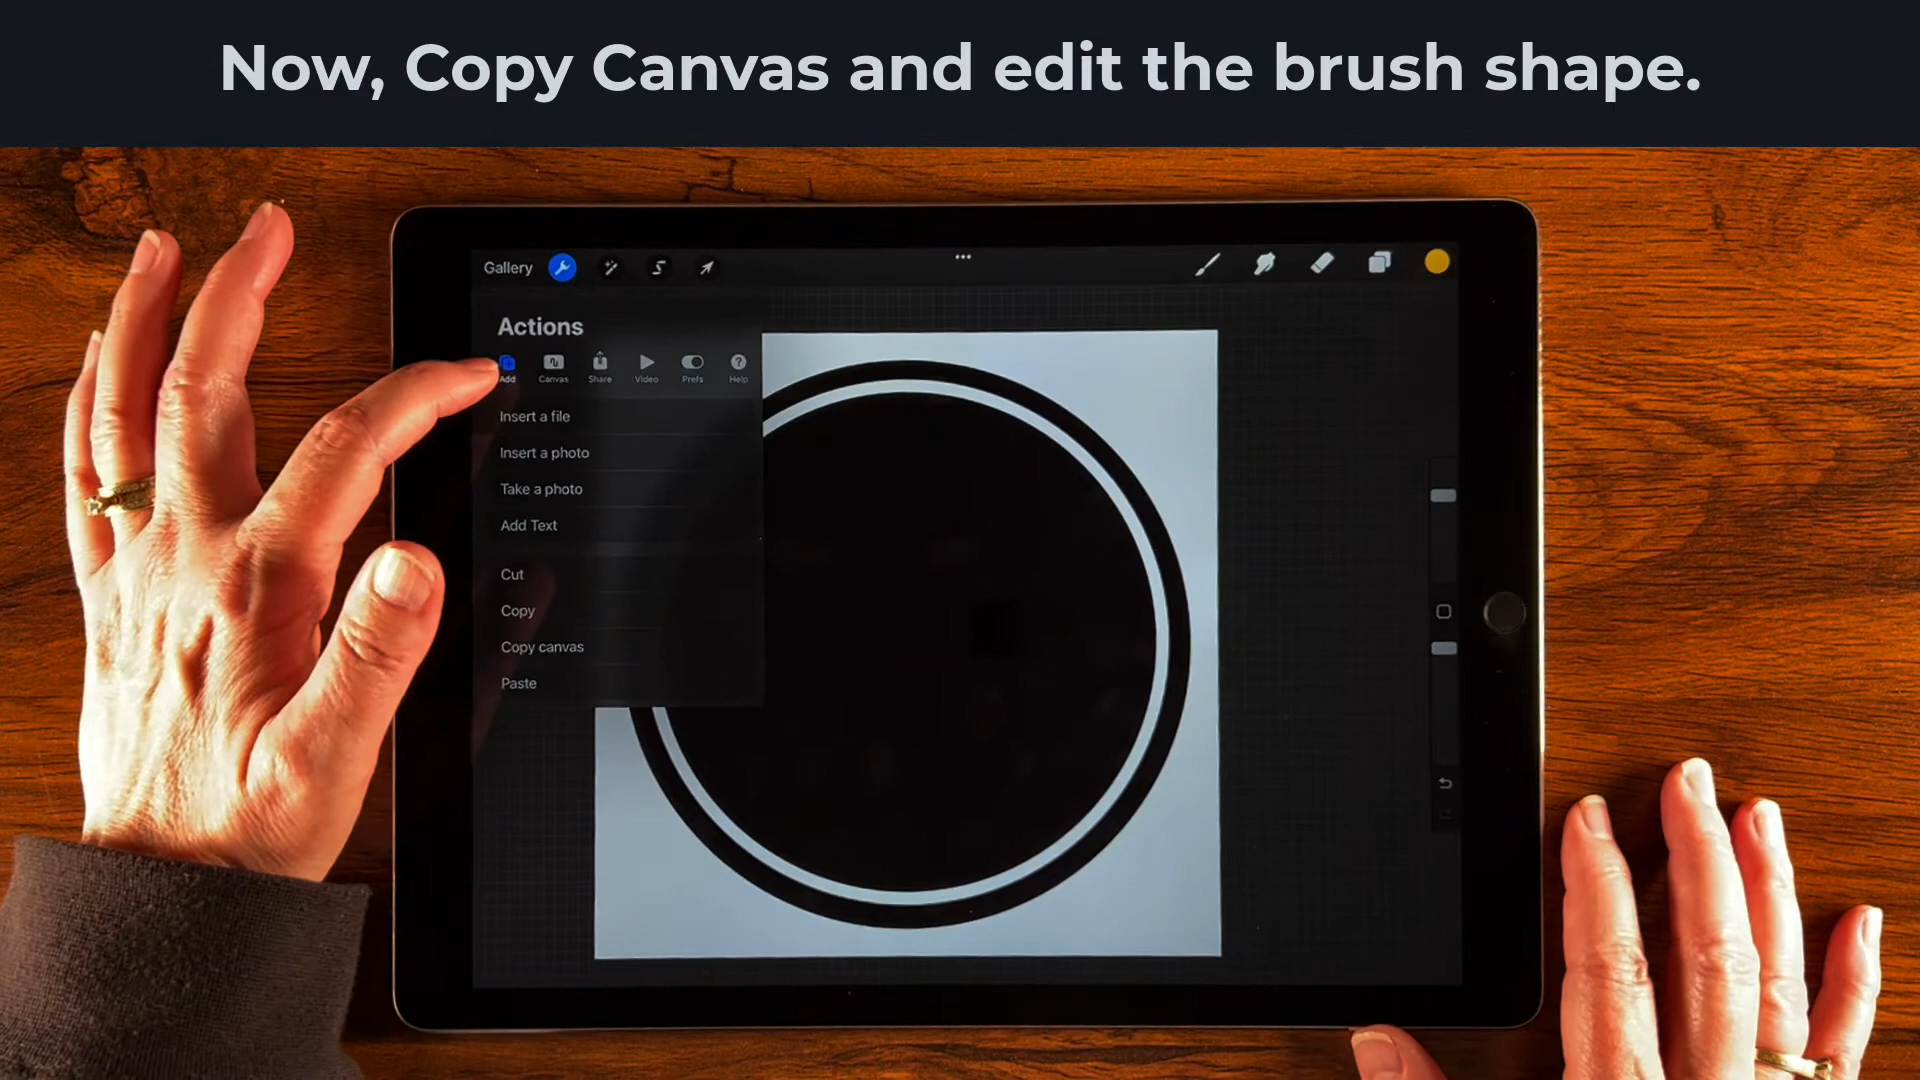 Now, Copy Canvas and edit the brush shape.
Gallery
Actions
Add Canvas Share Video Prefs Help
Insert a file
Insert a photo
Take a photo
Add Text
Cut
Copy
Copy canvas
Paste